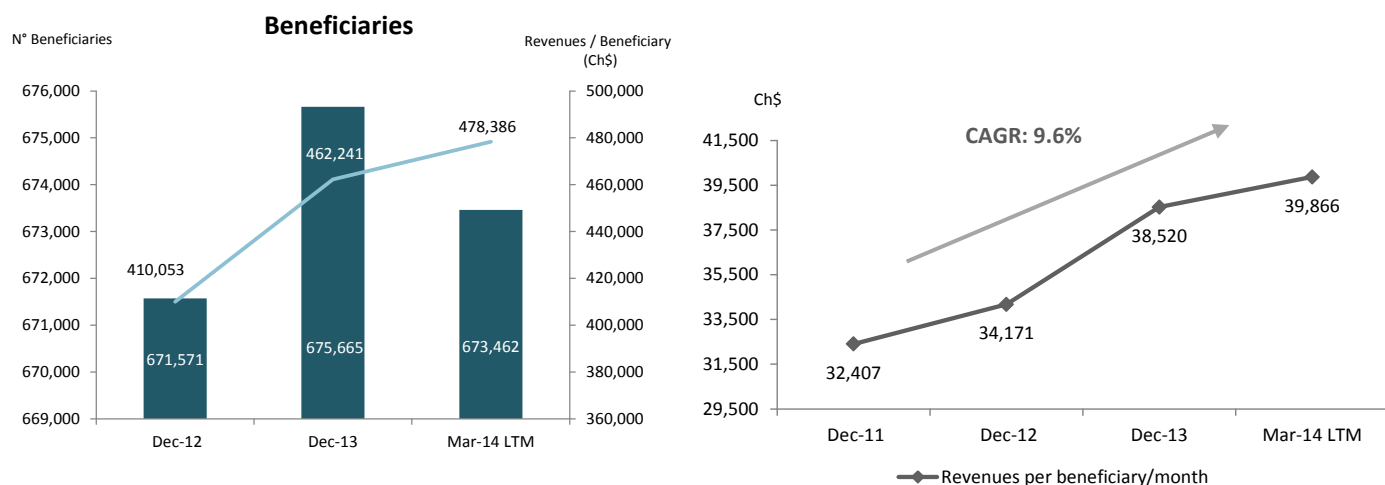 Beneficiaries
N° Beneficiaries
Revenues / Beneficiary
(Ch$)
676,000
675,000
674,000
673,000
672,000
671,000
670,000
669,000
500,000
480,000
460,000
440,000
420,000
400,000
380,000
360,000
410,053
462,241
478,386
671,571
675,665
673,462
Dec-12
Dec-13
Mar-14 LTM
Ch$
CAGR: 9.6%
41,500
39,500
37,500
35,500
33,500
31,500
29,500
32,407
34,171
38,520
39,866
Dec-11
Dec-12
Dec-13
Mar-14 LTM
Revenues per beneficiary/month